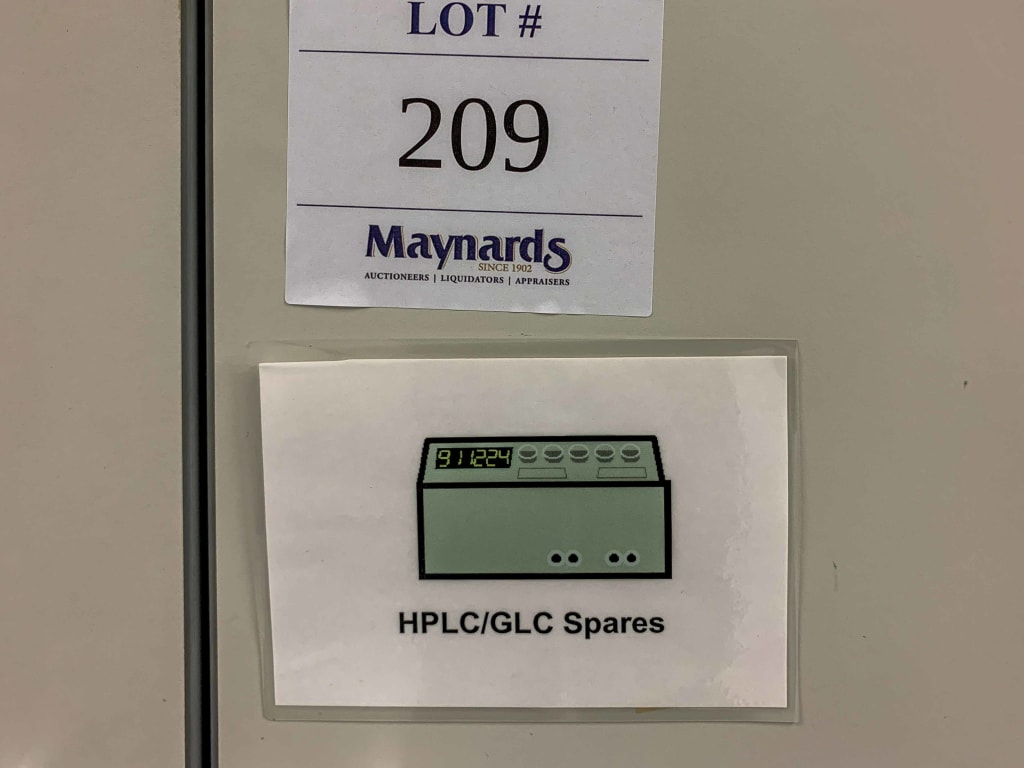 LOT #
209
Maynards
SINCE 1902
AUCTIONEERS | LIQUIDATORS | APPRAISERS
911224
HPLC/GLC Spares